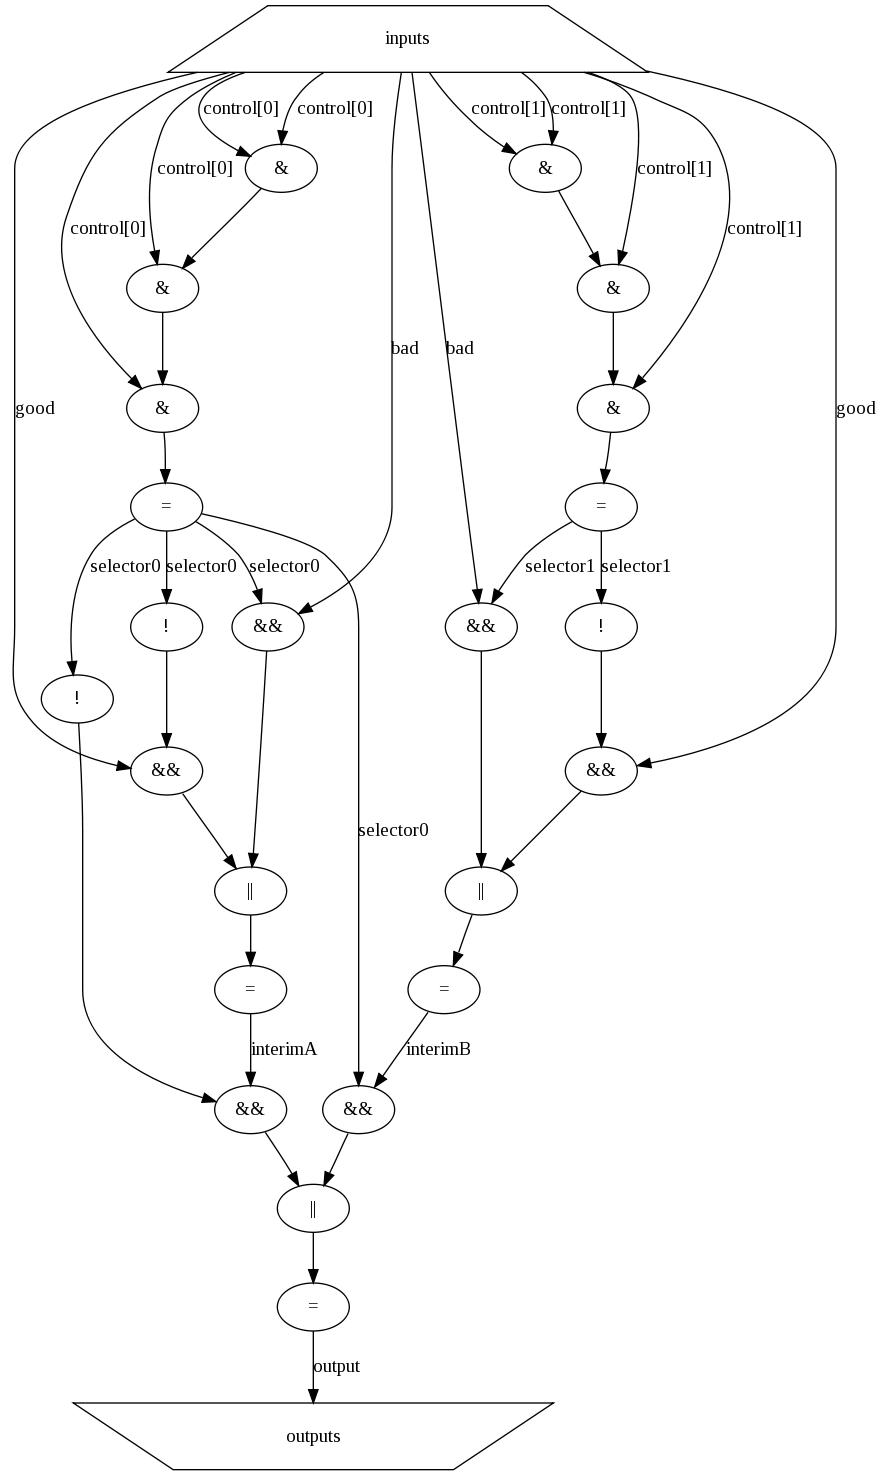 inputs
control[0] control[0] control[1] control[1]
& &
control[0] control[1]
control[0] control[1]
& &
bad bad
good & & good
= =
selector0 selector0 selector0 selector1 selector1
! && && !
!
&& &&
selector0
|| ||
= =
interimA interimB
&& &&
||
=
output
outputs